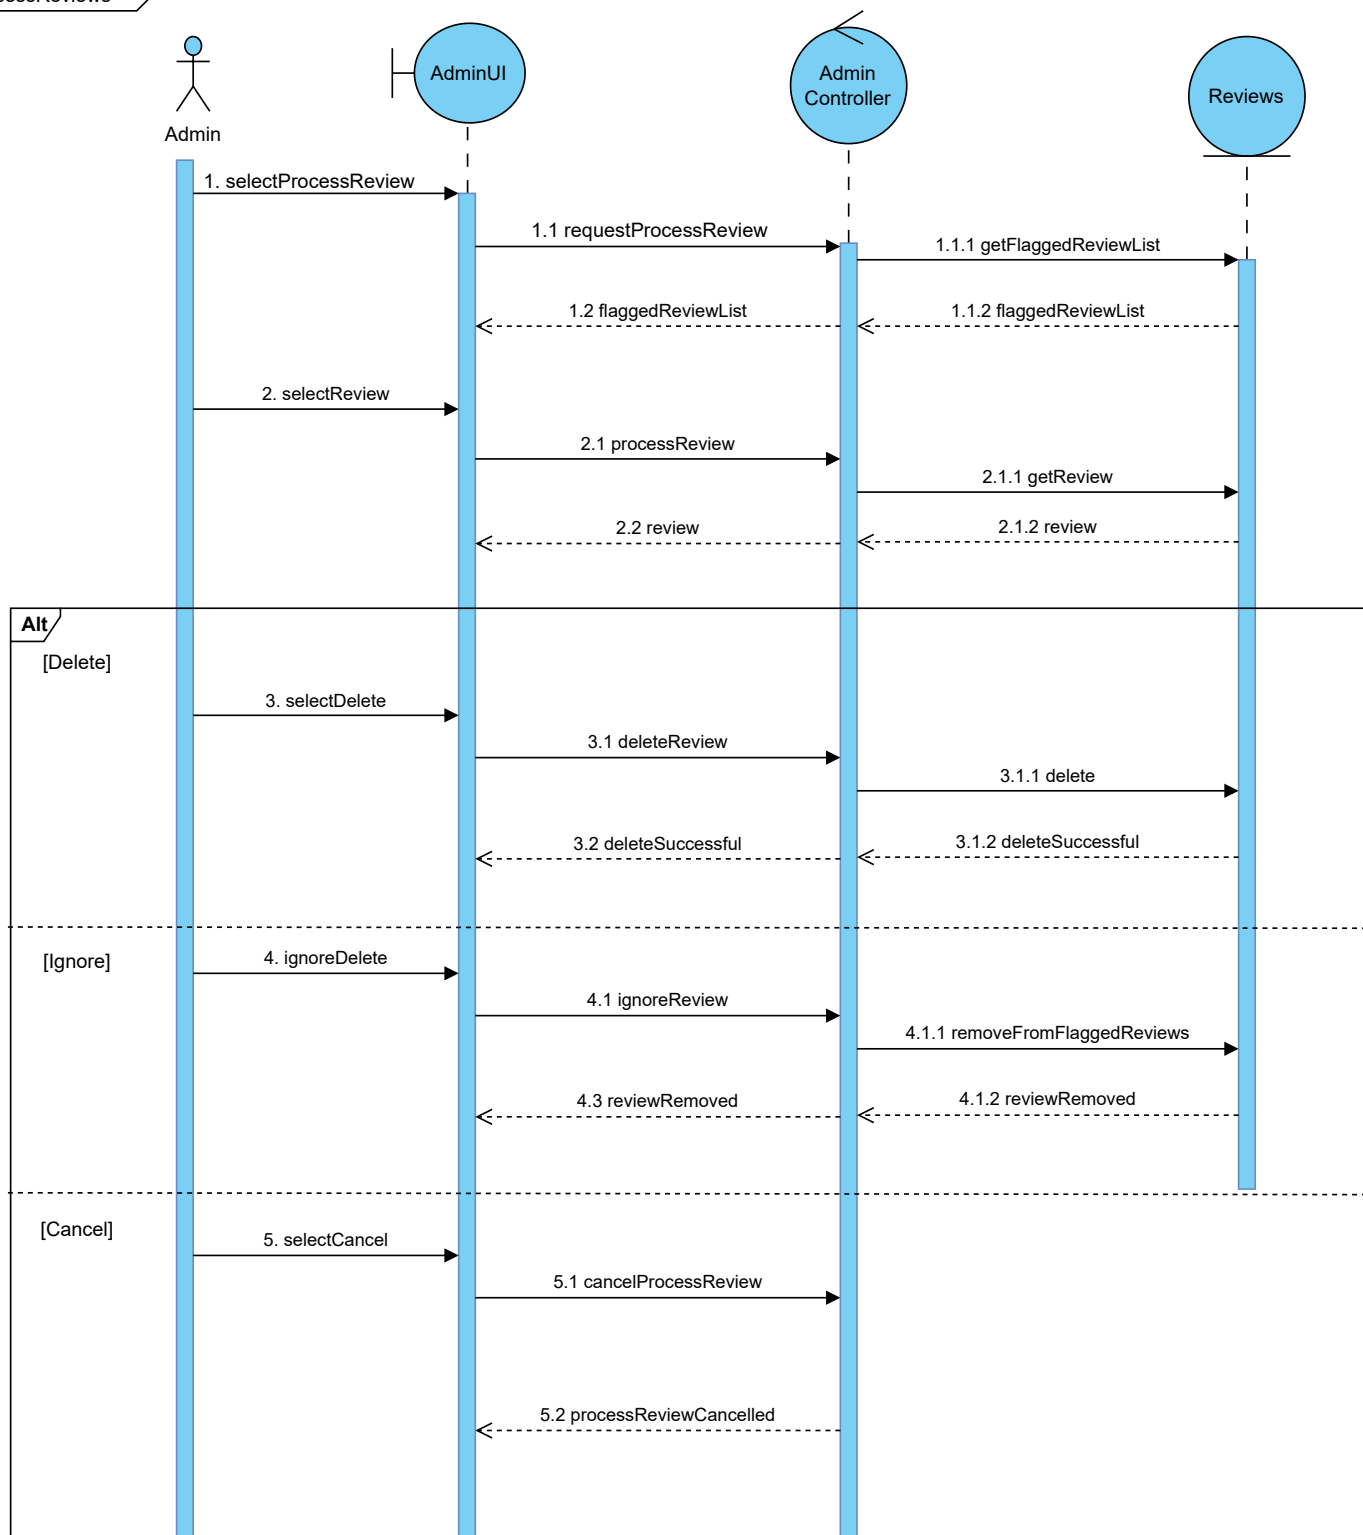 Admin
AdminUI
Admin
Controller
Reviews
1. selectProcessReview
1.1 requestProcessReview
1.1.1 getFlaggedReviewList
1.2 flaggedReviewList
1.1.2 flaggedReviewList
2. selectReview
2.1 processReview
2.1.1 getReview
2.2 review
2.1.2 review
Alt
[Delete]
3. selectDelete
3.1 deleteReview
3.1.1 delete
3.2 deleteSuccessful
3.1.2 deleteSuccessful
[Ignore]
4. ignoreDelete
4.1 ignoreReview
4.1.1 removeFromFlaggedReviews
4.3 reviewRemoved
4.1.2 reviewRemoved
[Cancel]
5. selectCancel
5.1 cancelProcessReview
5.2 processReviewCancelled